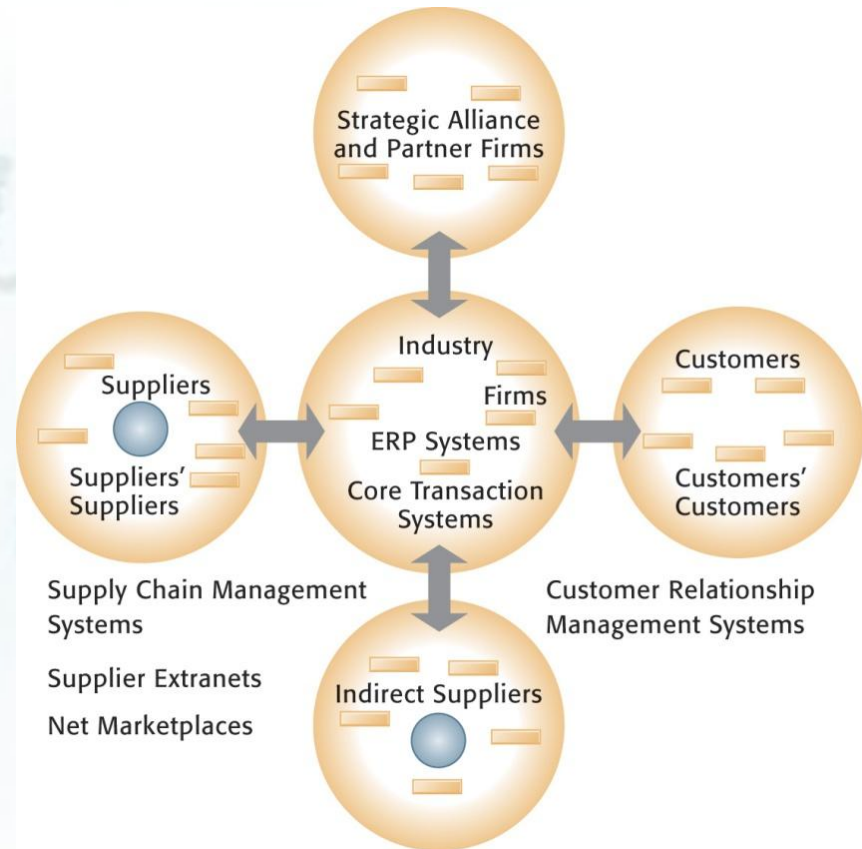 Strategic Alliance
and Partner Firms
Industry
Firms
ERP Systems
Core Transaction
Systems
Suppliers
Suppliers’
Suppliers
Customers
Customers’
Customers
Supply Chain Management
Systems
Supplier Extranets
Net Marketplaces
Customer Relationship
Management Systems
Indirect Suppliers